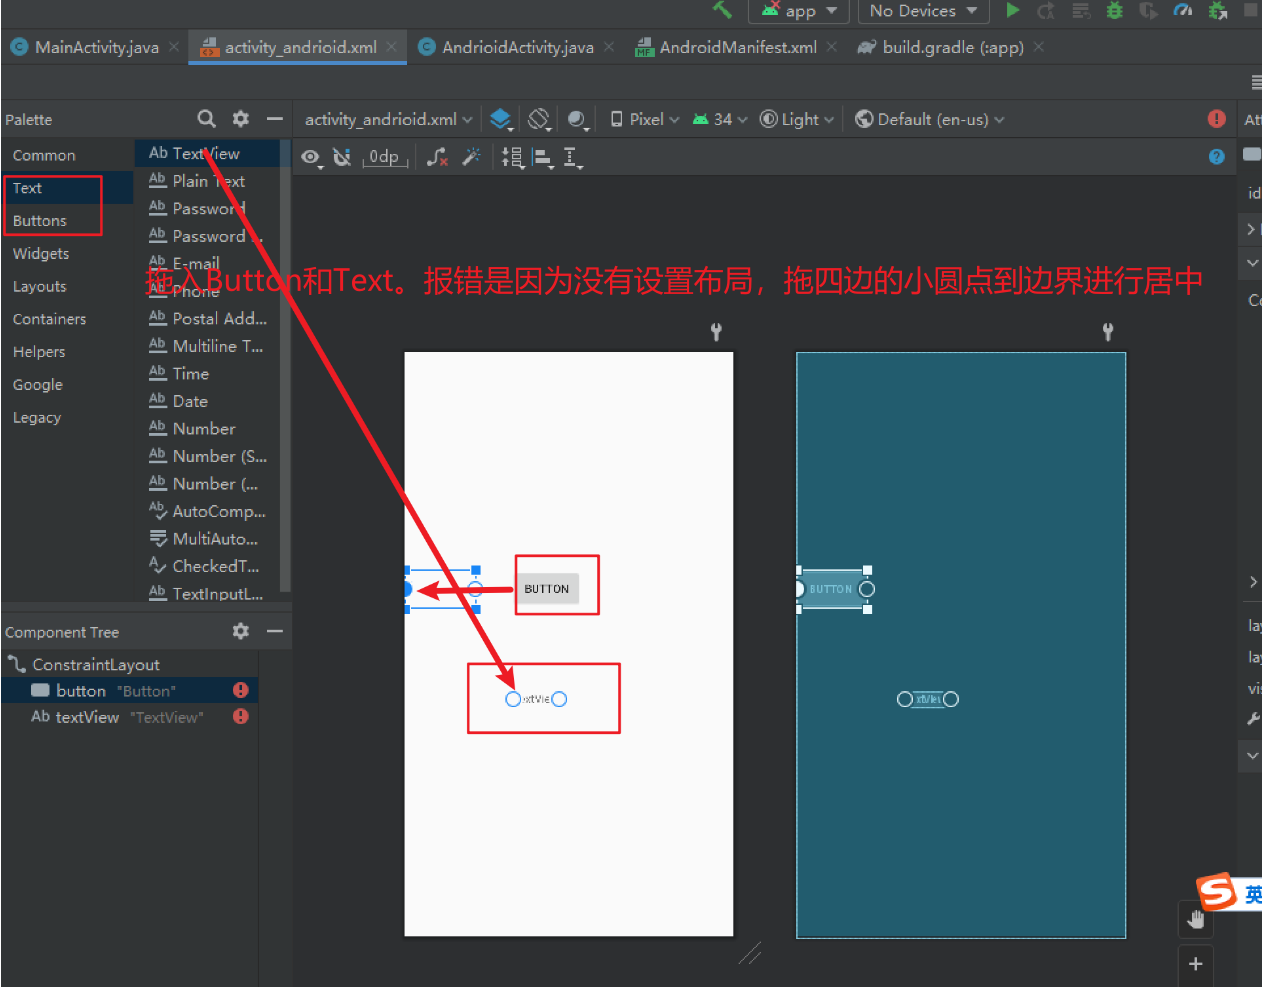 app
No Devices
MainActivity.java
activity_andrioid.xml
AndrioidActivity.java
AndroidManifest.xml
build.gradle (:app)
Palette
activity_andrioid.xml
Pixel
34
Light
Default (en-us)
Att
0dp
Common
Text
Buttons
Widgets
Layouts
Containers
Helpers
Google
Legacy
Ab TextView
Ab Plain Text
Ab Password
Ab Password
Ab E-mail
Ab Phone
Ab Postal Add...
Ab Multiline T...
Ab Time
Ab Date
Ab Number
Ab Number (S...
Ab Number (...
AutoComp...
MultiAuto...
CheckedT...
Ab TextInputL...
id
拖入Button和Text。报错是因为没有设置布局，拖四边的小圆点到边界进行居中
Co
BUTTON
BUTTON
Component Tree
ConstraintLayout
button "Button"
Ab textView "TextView"
lay
lay
vis
英